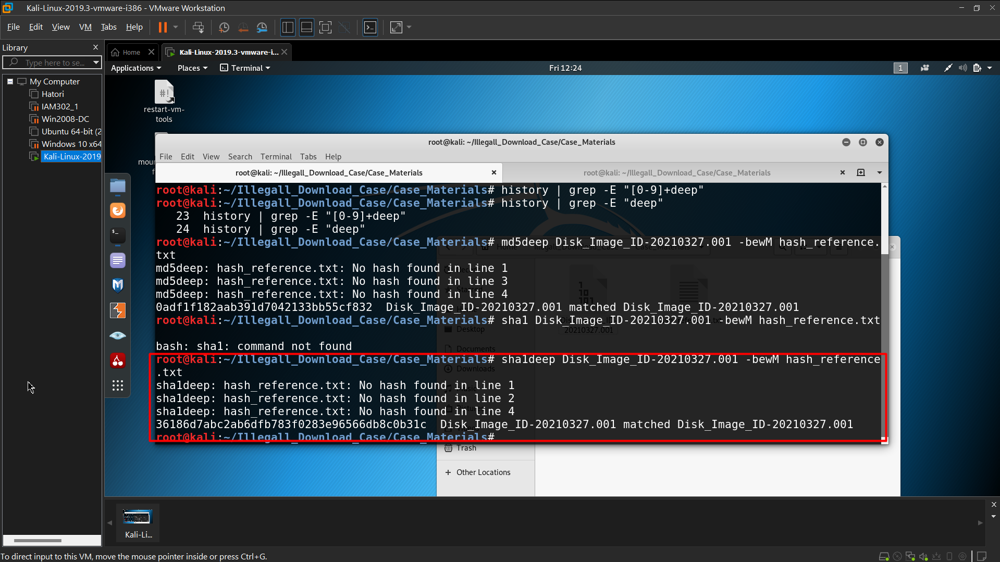 Kali-Linux-2019.3-vmware-i386 - VMware Workstation
File Edit View VM Tabs Help
Library
Type here to se...
My Computer
Hatori
IAM302_1
Win2008-DC
Ubuntu 64-bit (2
Windows 10 x64
Kali-Linux-2019
Home
Kali-Linux-2019.3-vmware-i...
Applications Places Terminal
Fri 12:24
1
#!
restart-vm-
tools
mou
f
root@kali: ~/Illegall_Download_Case/Case_Materials
File Edit View Search Terminal Tabs Help
root@kali: ~/Illegall_Download_Case/Case_Materials
root@kali: ~/Illegall_Download_Case/Case_Materials
root@kali:~/Illegall_Download_Case/Case_Materials# history | grep -E "[0-9]+deep"
root@kali:~/Illegall_Download_Case/Case_Materials# history | grep -E "deep"
23 history | grep -E "[0-9]+deep"
24 history | grep -E "deep"
root@kali:~/Illegall_Download_Case/Case_Materials# md5deep Disk_Image_ID-20210327.001 -bewM hash_reference.
txt
md5deep: hash_reference.txt: No hash found in line 1
md5deep: hash_reference.txt: No hash found in line 3
md5deep: hash_reference.txt: No hash found in line 4
0adf1f182aab391d7042133bb55cf832 Disk_Image_ID-20210327.001 matched Disk_Image_ID-20210327.001
root@kali:~/Illegall_Download_Case/Case_Materials# sha1 Disk_Image_ID-20210327.001 -bewM hash_reference.txt
bash: sha1: command not found
root@kali:~/Illegall_Download_Case/Case_Materials# sha1deep Disk_Image_ID-20210327.001 -bewM hash_reference
.txt
sha1deep: hash_reference.txt: No hash found in line 1
sha1deep: hash_reference.txt: No hash found in line 2
sha1deep: hash_reference.txt: No hash found in line 4
36186d7abc2ab6dfb783f0283e96566db8c0b31c Disk_Image_ID-20210327.001 matched Disk_Image_ID-20210327.001
root@kali:~/Illegall_Download_Case/Case_Materials#
Home
Desktop
20210327.001
Documents
Downloads
Trash
Other Locations
Kali-Li...
To direct input to this VM, move the mouse pointer inside or press Ctrl+G.